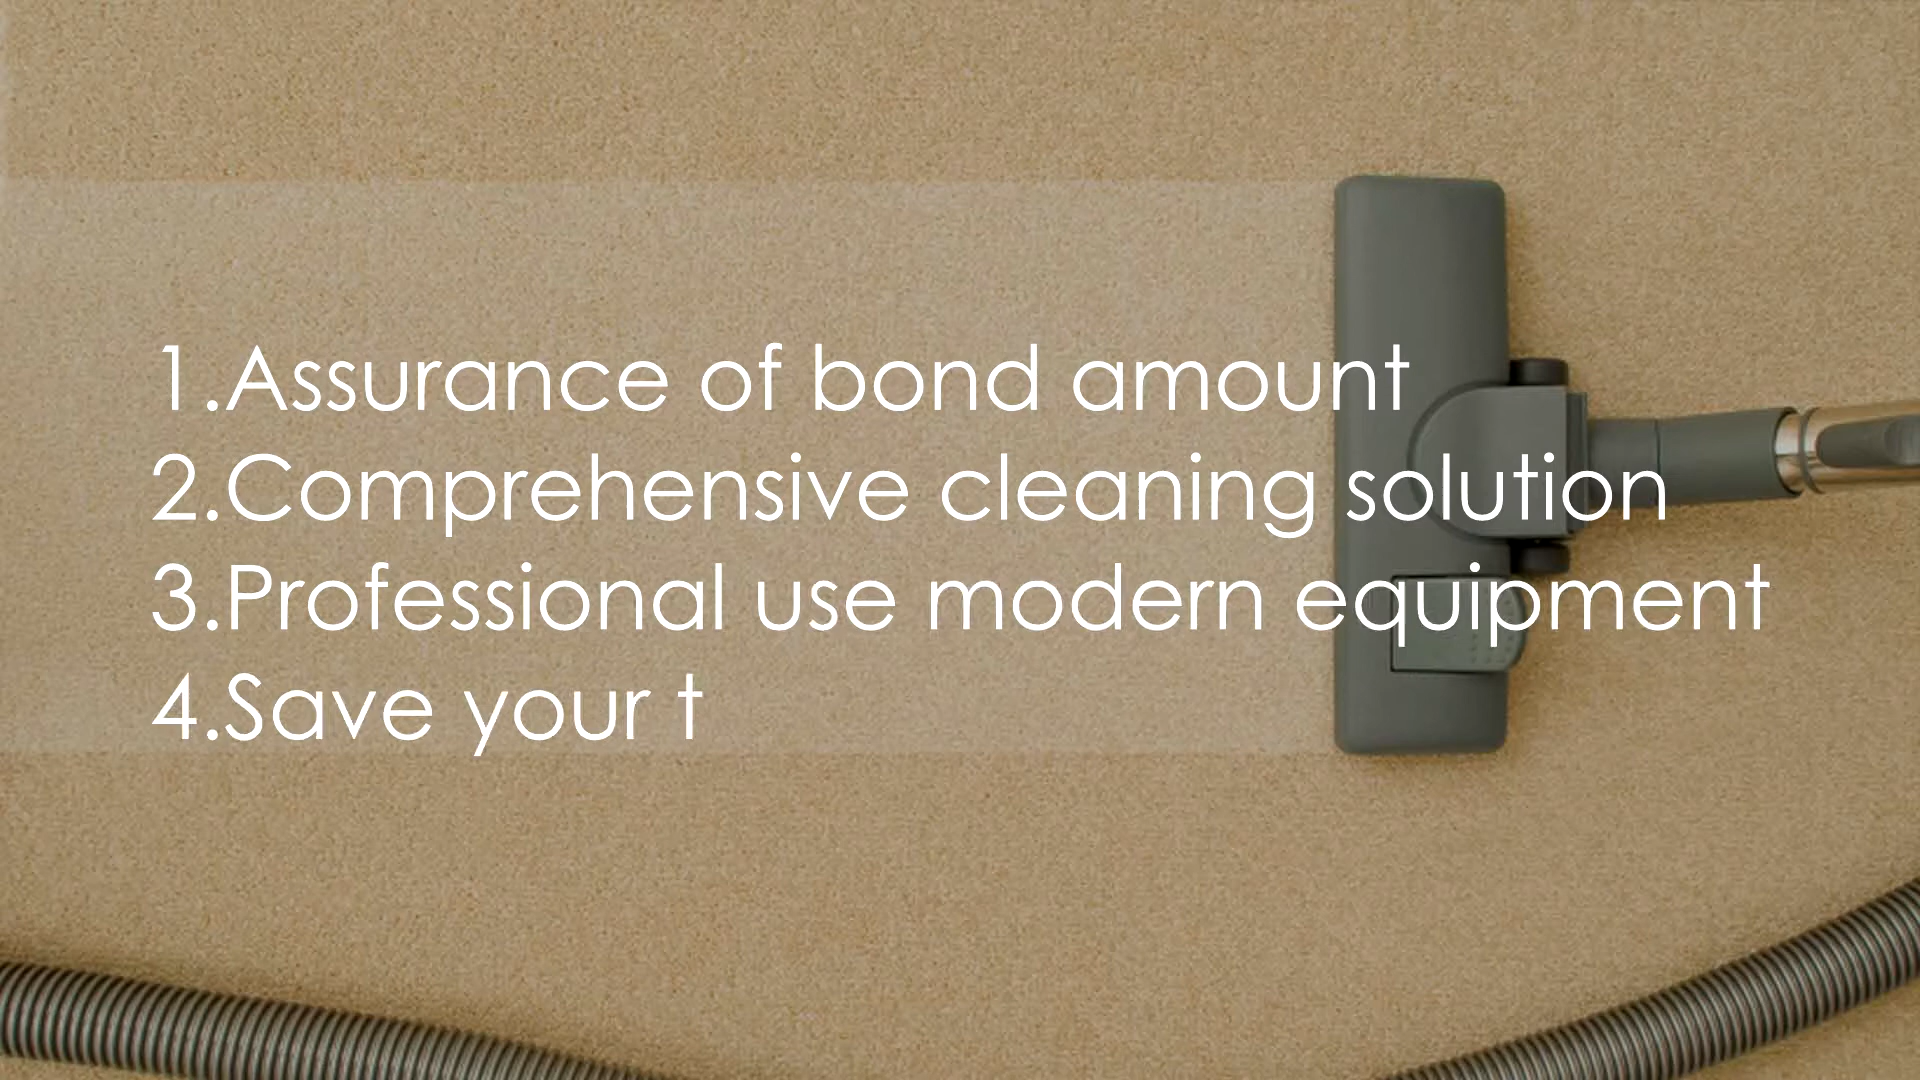 1.Assurance of bond amount
2.Comprehensive cleaning solution
3.Professional use modern equipment
4.Save your t